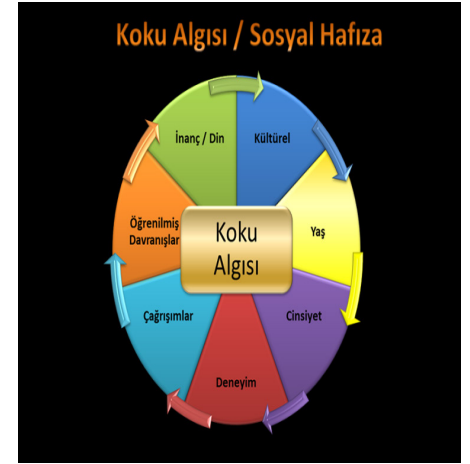 Koku Algısı / Sosyal Hafıza
İnanç / Din
Kültürel
Öğrenilmiş
Davranışlar
Koku
Algısı
Yaş
Çağrışımlar
Cinsiyet
Deneyim